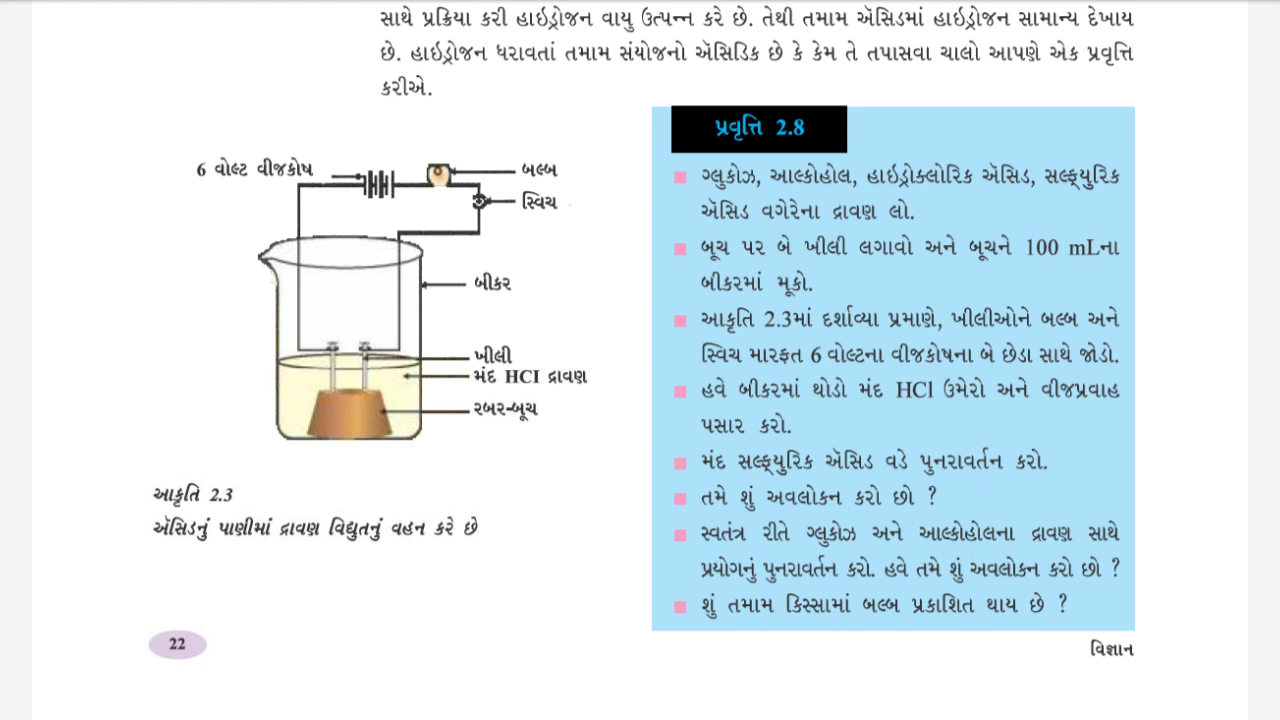 સાથે પ્રક્રિયા કરી હાઇડ્રોજન વાયુ ઉત્પન્ન કરે છે. તેથી તમામ ઍસિડમાં હાઇડ્રોજન સામાન્ય દેખાય
છે. હાઇડ્રોજન ધરાવતાં તમામ સંયોજનો ઍસિડિક છે કે કેમ તે તપાસવા ચાલો આપણે એક પ્રવૃત્તિ
કરીએ.
6 વોલ્ટ વીજકોષ
બલ્બ
સ્વિચ
બીકર
ખીલી
મંદ HCI દ્રાવણ
રબર-બૂચ
આકૃતિ 2.3
ઍસિડનું પાણીમાં દ્રાવણ વિદ્યુતનું વહન કરે છે
પ્રવૃત્તિ 2.8
ગ્લુકોઝ, આલ્કોહોલ, હાઇડ્રોક્લોરિક ઍસિડ, સલ્ફ્યુરિક
ઍસિડ વગેરેના દ્રાવણ લો.
બૂચ પર બે ખીલી લગાવો અને બૂચને 100 mLના
બીકરમાં મૂકો.
આકૃતિ 2.3માં દર્શાવ્યા પ્રમાણે, ખીલીઓને બલ્બ અને
સ્વિચ મારફત 6 વોલ્ટના વીજકોષના બે છેડા સાથે જોડો.
હવે બીકરમાં થોડો મંદ HCl ઉમેરો અને વીજપ્રવાહ
પસાર કરો.
મંદ સલ્ફ્યુરિક ઍસિડ વડે પુનરાવર્તન કરો.
તમે શું અવલોકન કરો છો ?
સ્વતંત્ર રીતે ગ્લુકોઝ અને આલ્કોહોલના દ્રાવણ સાથે
પ્રયોગનું પુનરાવર્તન કરો. હવે તમે શું અવલોકન કરો છો ?
શું તમામ કિસ્સામાં બલ્બ પ્રકાશિત થાય છે ?
22
વિજ્ઞાન